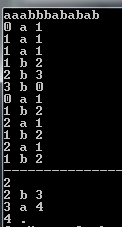 aaabbbababab
0 a 1
1 a 1
1 a 1
1 b 2
2 b 3
3 b 0
0 a 1
1 b 2
2 a 1
1 b 2
2 a 1
1 b 2
---------------
2
2 b 3
3 a 4
4 .